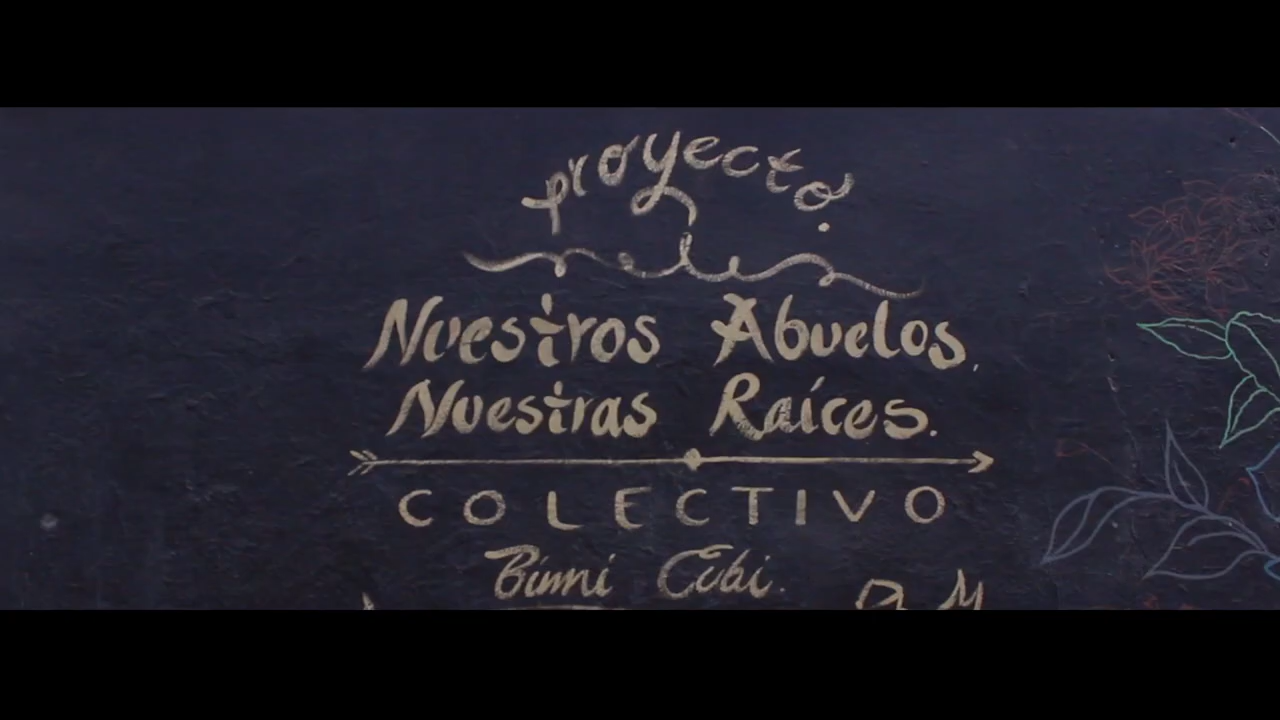 proyecto
Nuestros Abuelos,
Nuestras Raíces.
COLECTIVO
Binni Cubi.